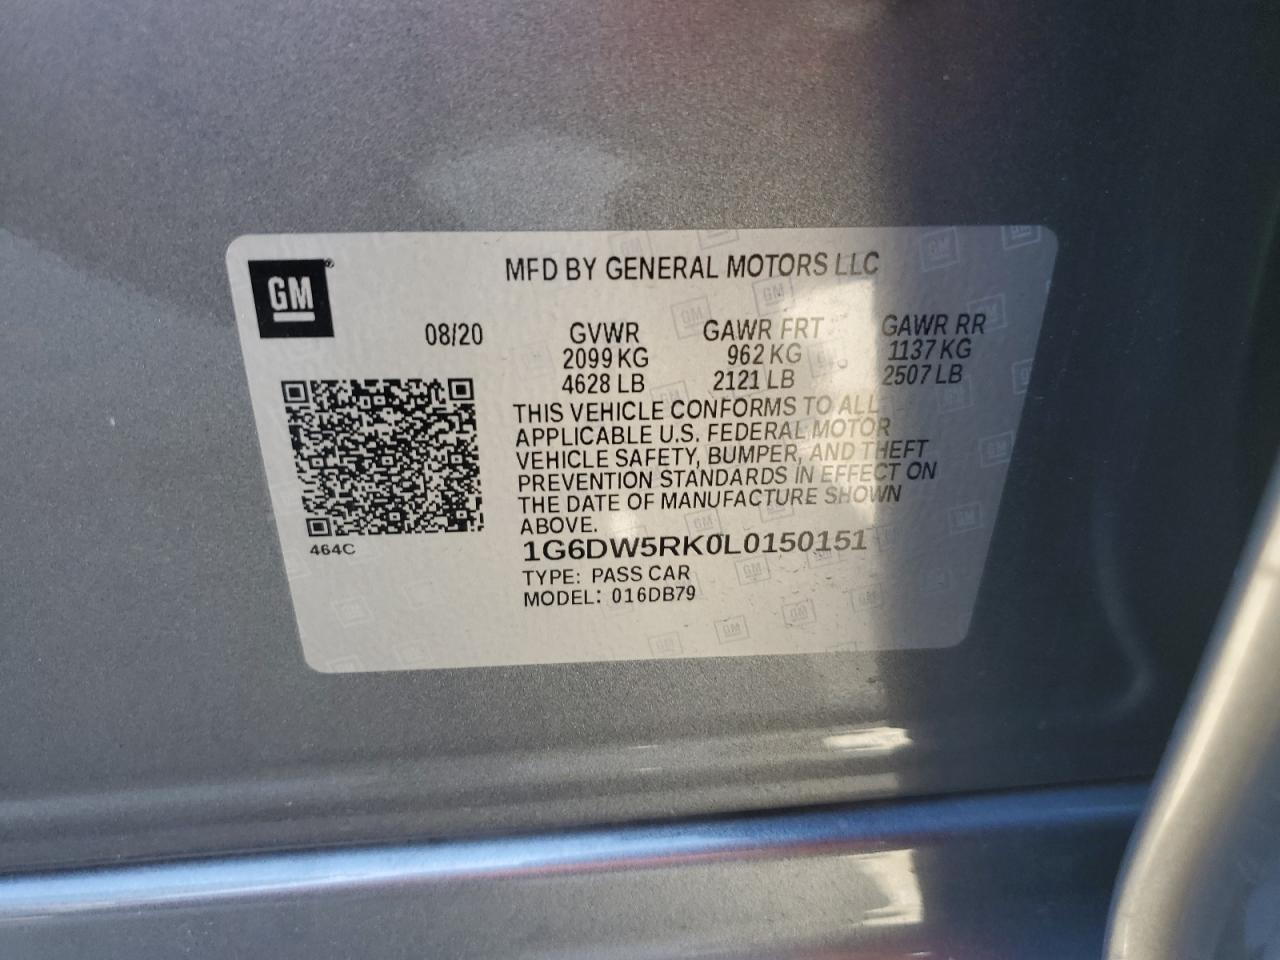 GM®
MFD BY GENERAL MOTORS LLC
08/20 GVWR GAWR FRT GAWR RR
2099 KG 962 KG 1137 KG
4628 LB 2121 LB 2507 LB
THIS VEHICLE CONFORMS TO ALL
APPLICABLE U.S. FEDERAL MOTOR
VEHICLE SAFETY, BUMPER, AND THEFT
PREVENTION STANDARDS IN EFFECT ON
THE DATE OF MANUFACTURE SHOWN
ABOVE.
464C
1G6DW5RK0L0150151
TYPE: PASS CAR
MODEL: 016DB79